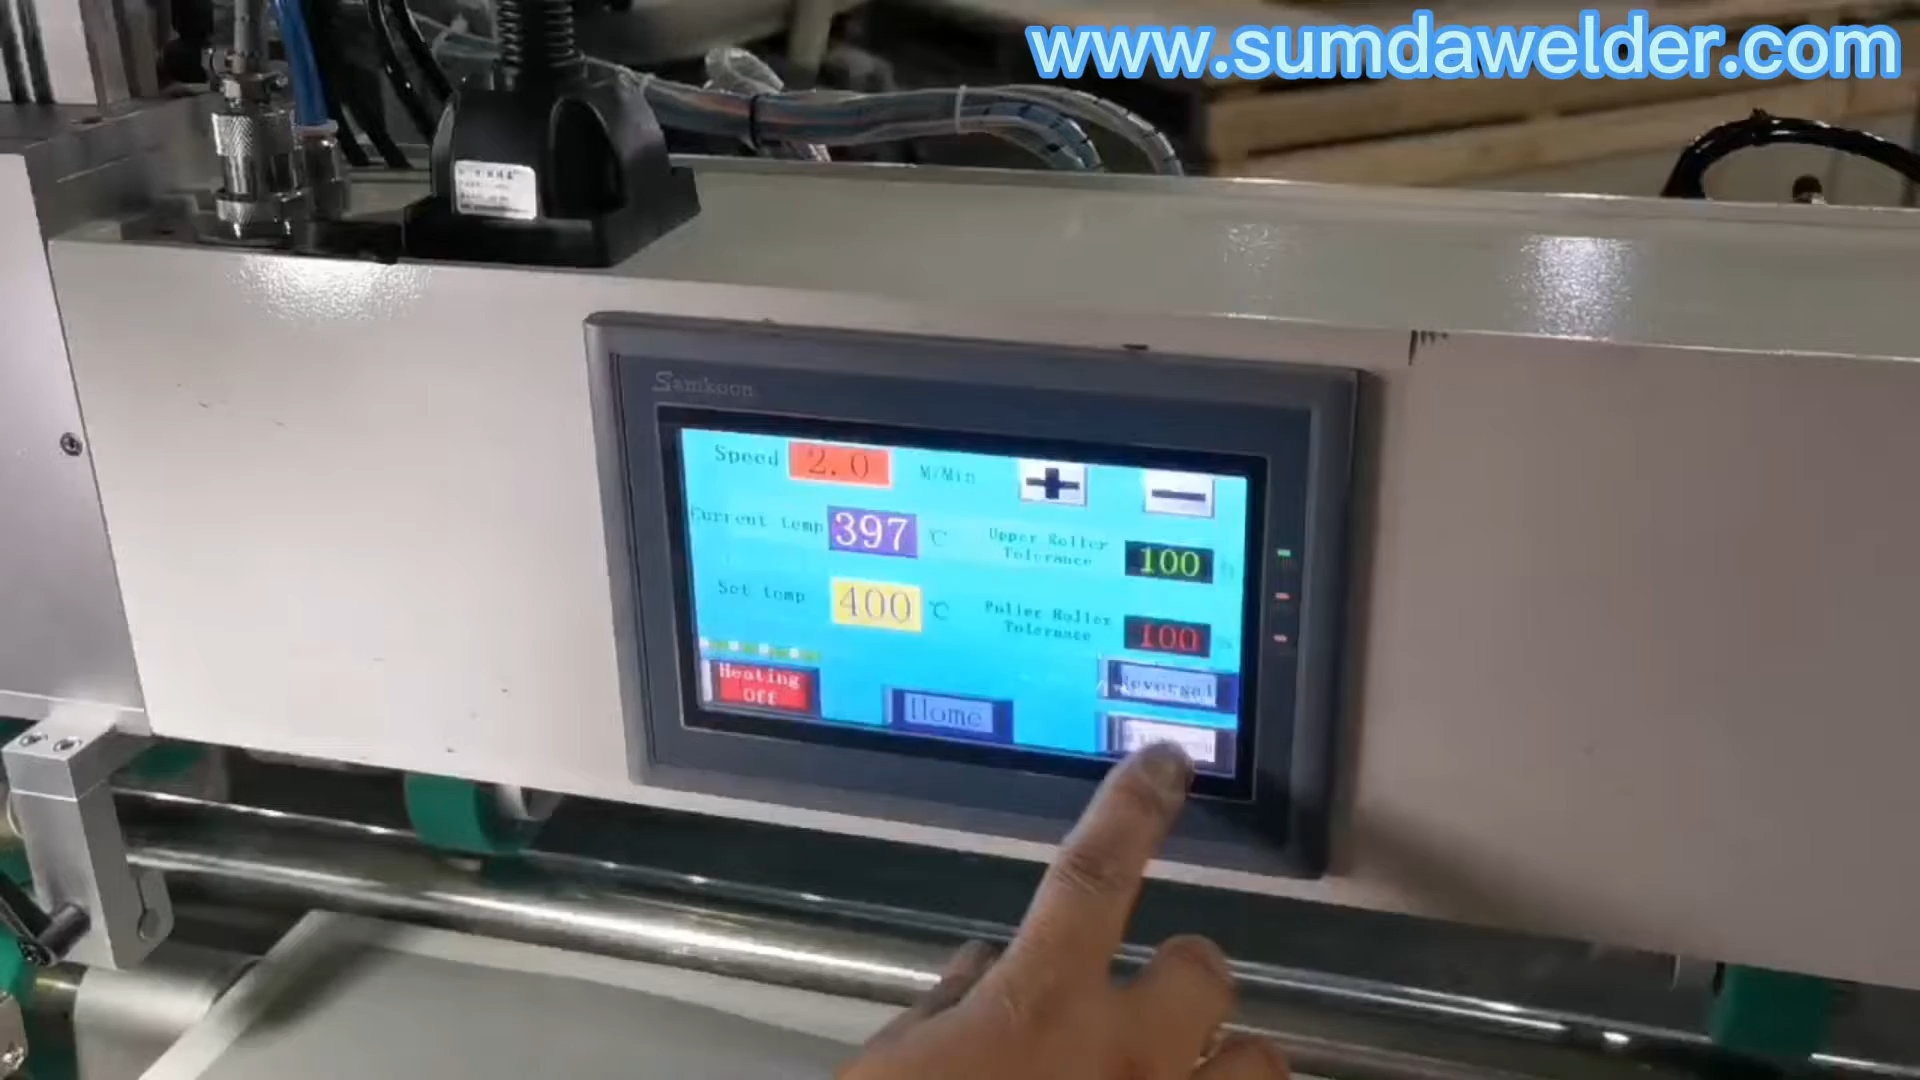 www.sumdawelder.com
Samkoon
Speed 2.0 M/Min
Current temp 397 ℃
Upper Roller
Tolerance 100
Set temp 400 ℃
Puller Roller
Tolerance 100
Heating
Off
Home
Reversal